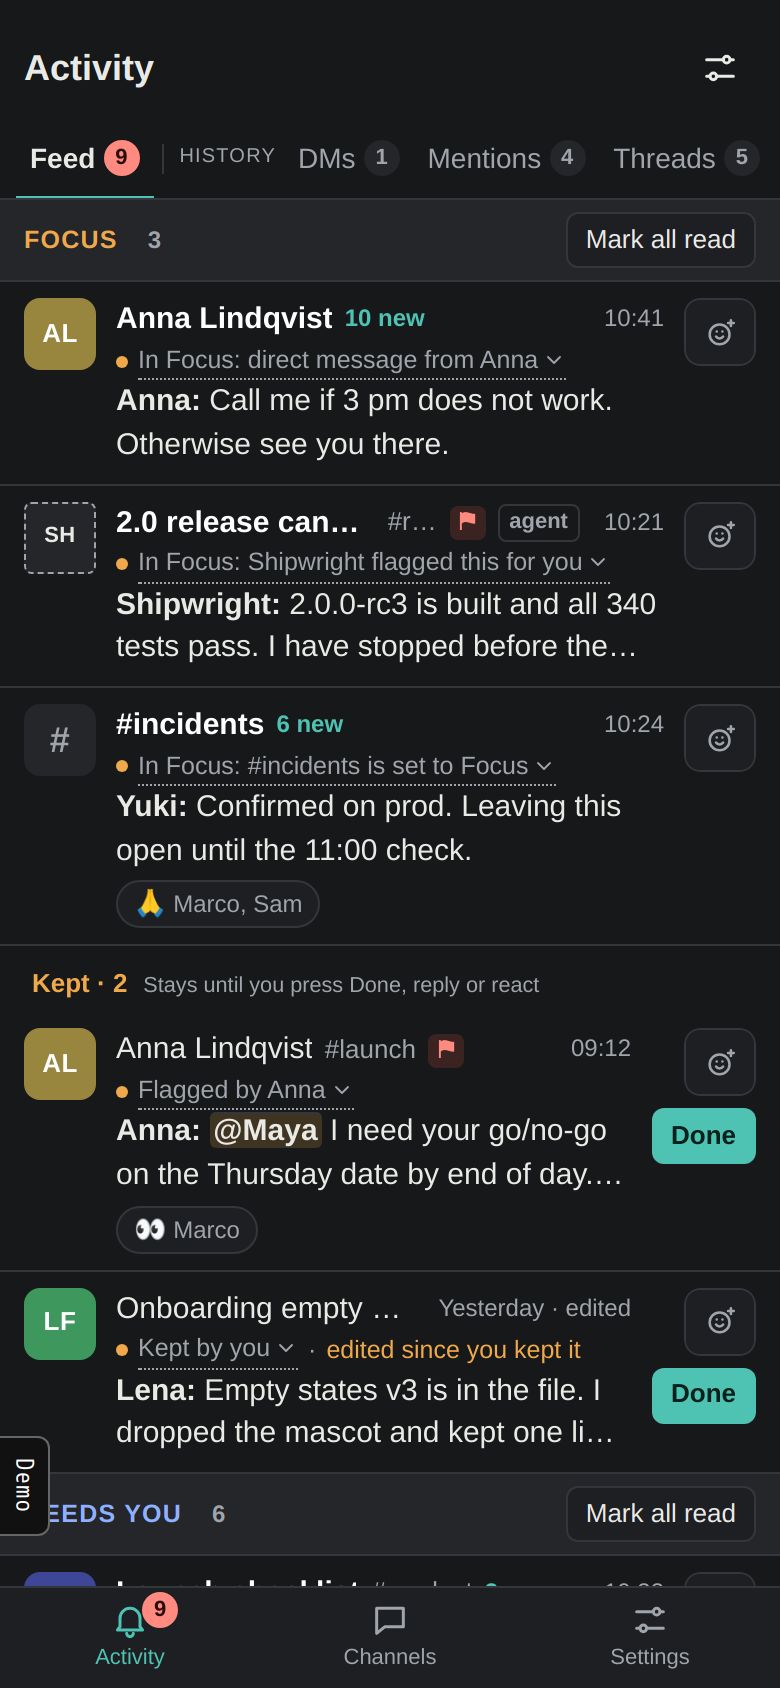 Activity
Feed 9 HISTORY DMs 1 Mentions 4 Threads 5
FOCUS 3 Mark all read
AL Anna Lindqvist 10 new 10:41
In Focus: direct message from Anna
Anna: Call me if 3 pm does not work.
Otherwise see you there.
SH 2.0 release can… #r… agent 10:21
In Focus: Shipwright flagged this for you
Shipwright: 2.0.0-rc3 is built and all 340
tests pass. I have stopped before the…
# #incidents 6 new 10:24
In Focus: #incidents is set to Focus
Yuki: Confirmed on prod. Leaving this
open until the 11:00 check.
🙏 Marco, Sam
Kept · 2 Stays until you press Done, reply or react
AL Anna Lindqvist #launch 09:12
Flagged by Anna
Anna: @Maya I need your go/no-go Done
on the Thursday date by end of day.…
👀 Marco
LF Onboarding empty … Yesterday · edited
Kept by you · edited since you kept it
Lena: Empty states v3 is in the file. I Done
dropped the mascot and kept one li…
Demo
EEDS YOU 6 Mark all read
9
Activity Channels Settings